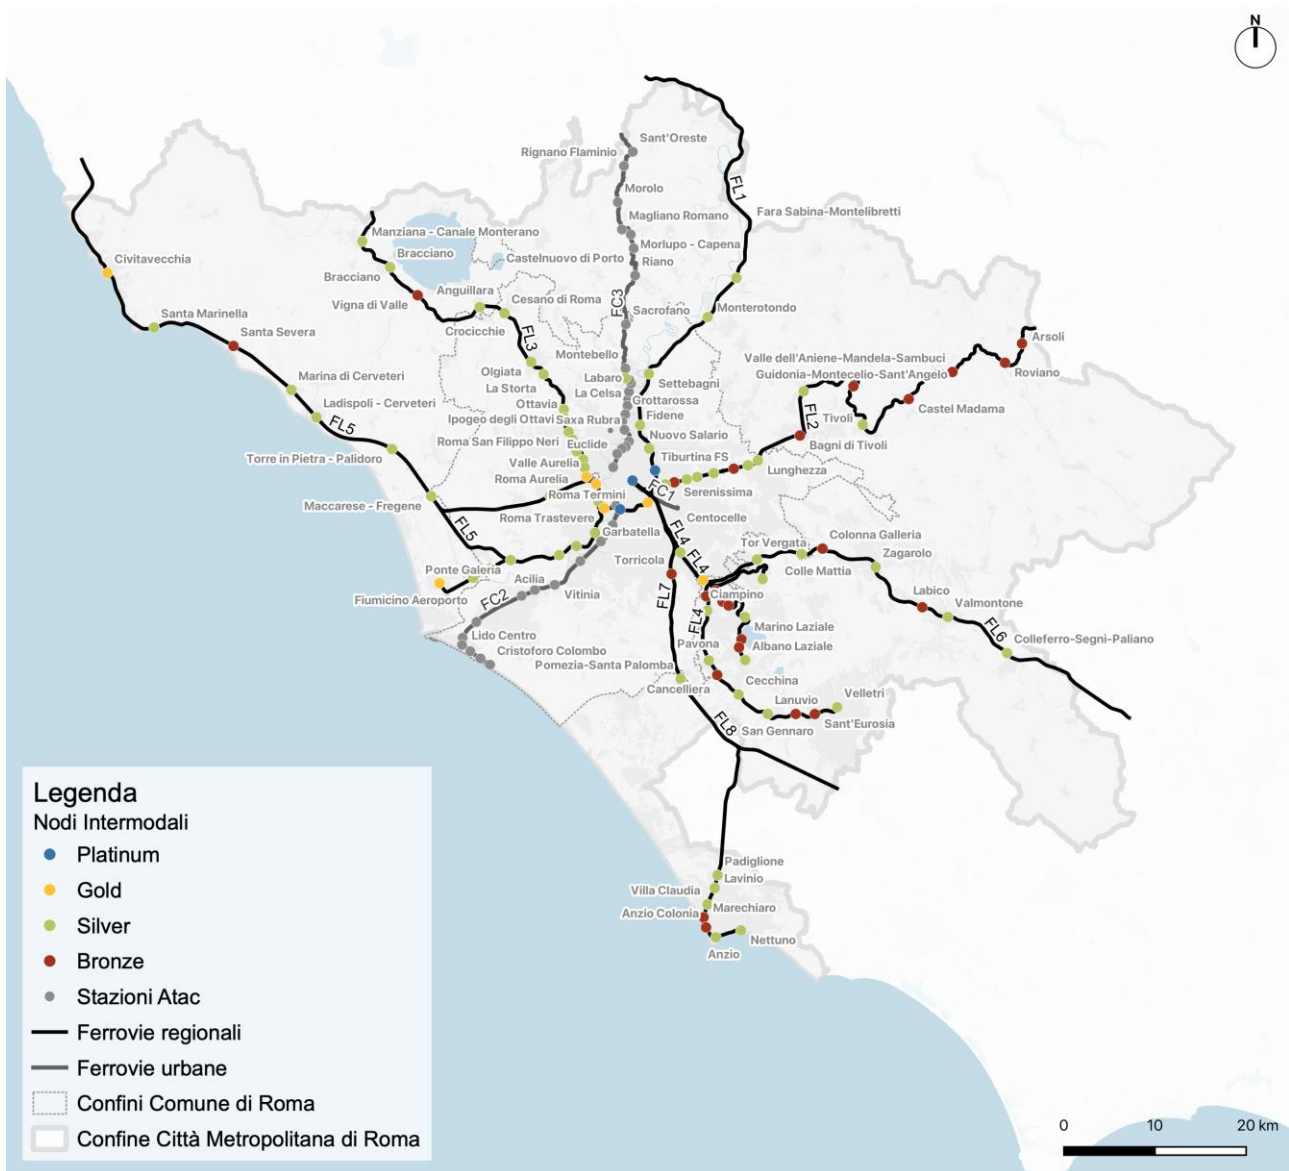 N
Sant'Oreste
Rignano Flaminio
Morolo
FL1
Magliano Romano
Fara Sabina-Montelibretti
Manziana - Canale Monterano
Morlupo - Capena
Bracciano
Castelnuovo di Porto
Riano
Civitavecchia
Bracciano
Anguillara
Cesano di Roma
FC3
Vigna di Valle
Sacrofano
Monterotondo
Santa Marinella
Crocicchie
Santa Severa
FL3
Arsoli
Montebello
Valle dell'Aniene-Mandela-Sambuci
Marina di Cerveteri
Olgiata
Labaro
Settebagni
Guidonia-Montecelio-Sant'Angelo
Roviano
La Storta
La Celsa
Ladispoli - Cerveteri
Ottavia
Grottarossa
FL2
Tivoli
Castel Madama
FL5
Ipogeo degli Ottavi
Saxa Rubra
Fidene
Roma San Filippo Neri
Euclide
Nuovo Salario
Bagni di Tivoli
Torre in Pietra - Palidoro
Valle Aurelia
Tiburtina FS
Lunghezza
Roma Aurelia
FC1
Serenissima
Maccarese - Fregene
Roma Termini
FL5
Roma Trastevere
Centocelle
Garbatella
FL4
Tor Vergata
Colonna Galleria
Torricola
Zagarolo
Ponte Galeria
Acilia
FL4
Colle Mattia
Fiumicino Aeroporto
FC2
Vitinia
FL7
Ciampino
Labico
Valmontone
FL4
Marino Laziale
FL6
Lido Centro
Pavona
Albano Laziale
Colleferro-Segni-Paliano
Cristoforo Colombo
Pomezia-Santa Palomba
Cecchina
Cancelliera
Lanuvio
Velletri
FL8
San Gennaro
Sant'Eurosia
Padiglione
Lavinio
Villa Claudia
Anzio Colonia
Marechiaro
Nettuno
Anzio
Legenda
Nodi Intermodali
Platinum
Gold
Silver
Bronze
Stazioni Atac
Ferrovie regionali
Ferrovie urbane
Confini Comune di Roma
Confine Città Metropolitana di Roma
0 10 20 km